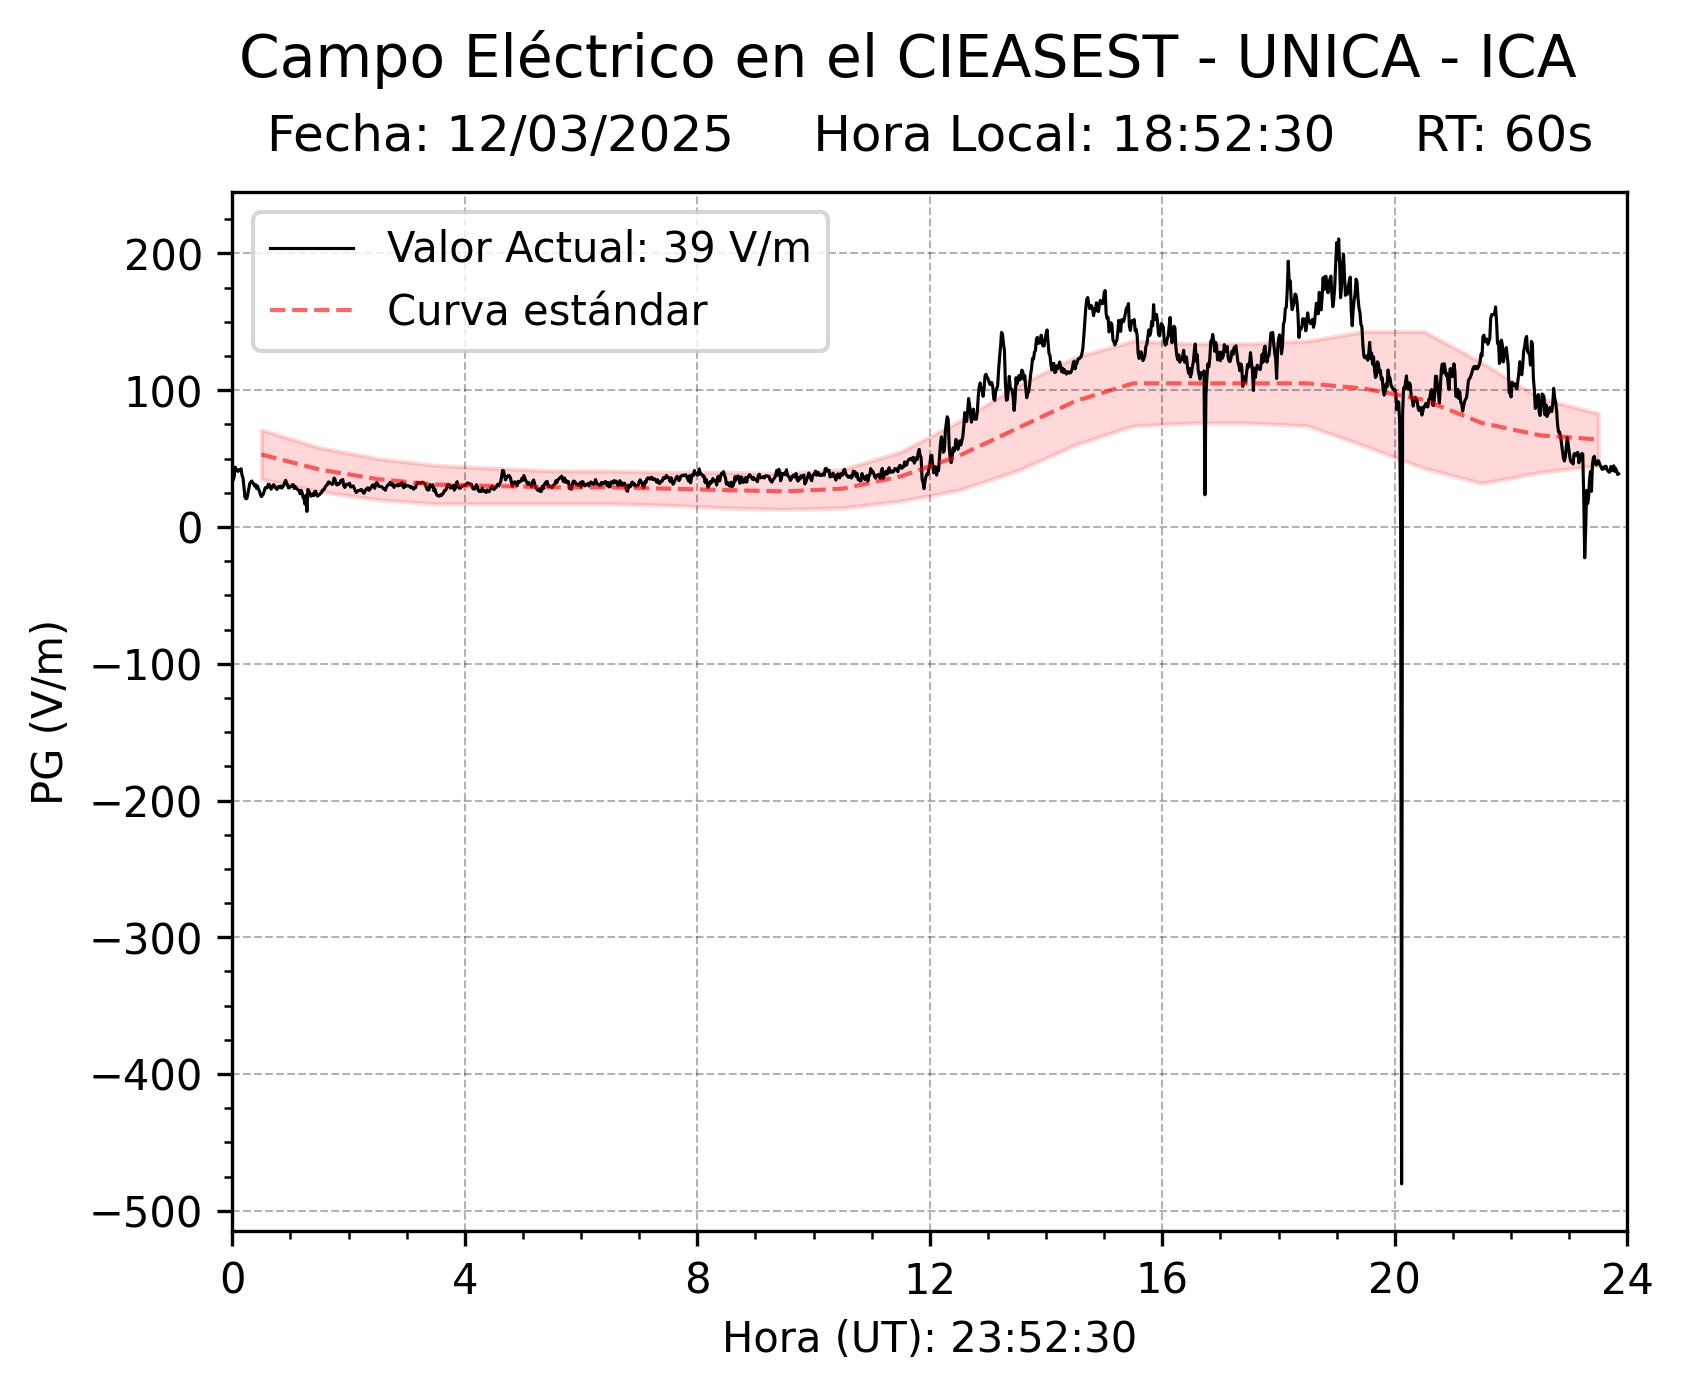 Campo Eléctrico en el CIEASEST - UNICA - ICA
Fecha: 12/03/2025 Hora Local: 18:52:30 RT: 60s
Valor Actual: 39 V/m
Curva estándar
200
100
0
−100
−200
−300
−400
−500
PG (V/m)
0 4 8 12 16 20 24
Hora (UT): 23:52:30